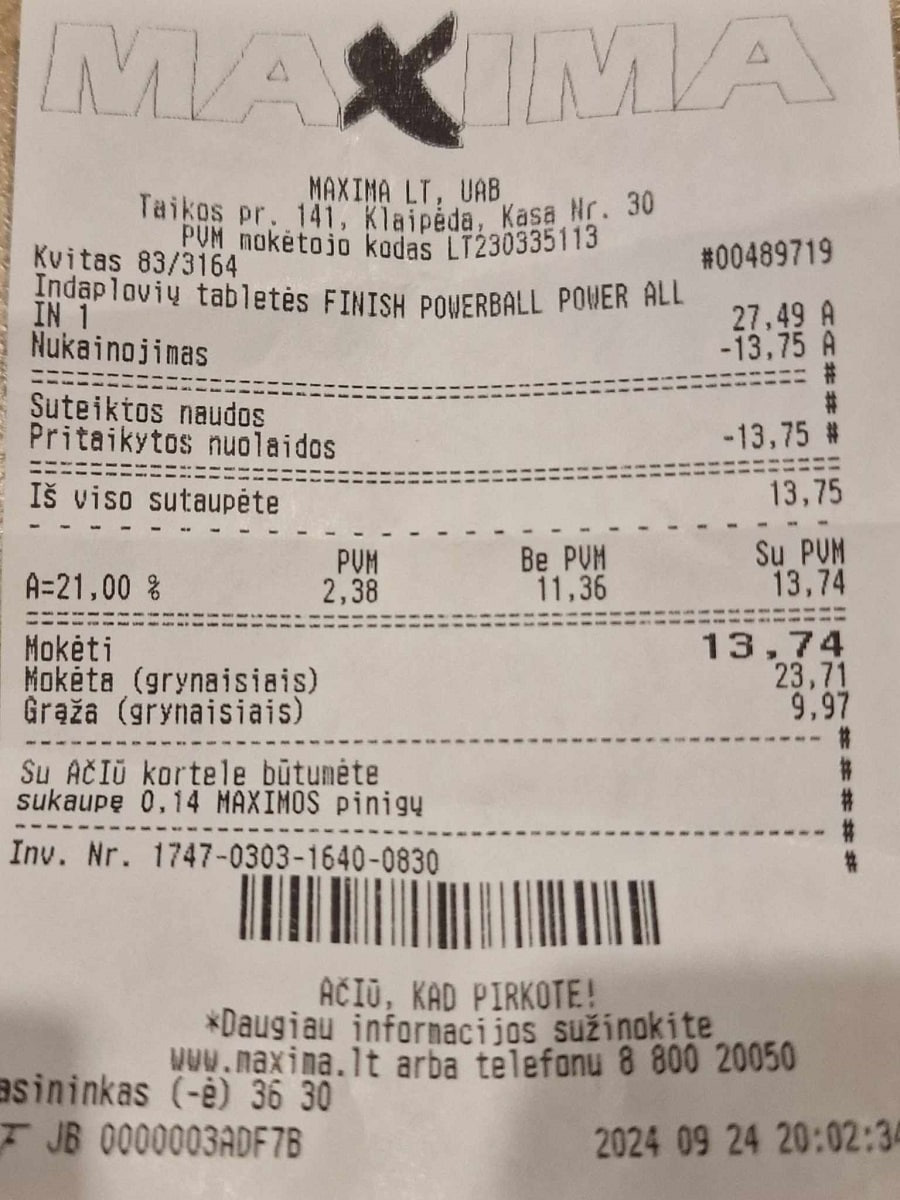 MAXIMA
MAXIMA LT, UAB
Taikos pr. 141, Klaipėda, Kasa Nr. 30
PVM mokėtojo kodas LT230335113
Kvitas 83/3164 #00489719
Indaplovių tabletės FINISH POWERBALL POWER ALL
IN 1 27,49 A
Nukainojimas -13,75 A
#
Suteiktos naudos #
Pritaikytos nuolaidos -13,75 #
Iš viso sutaupėte 13,75
PVM Be PVM Su PVM
A=21,00 % 2,38 11,36 13,74
Mokėti 13,74
Mokėta (grynaisiais) 23,71
Grąža (grynaisiais) 9,97
#
Su AČIŪ kortele būtumėte #
sukaupę 0,14 MAXIMOS pinigų #
#
Inv. Nr. 1747-0303-1640-0830 #
AČIŪ, KAD PIRKOTE!
*Daugiau informacijos sužinokite
www.maxima.lt arba telefonu 8 800 20050
asininkas (-ė) 36 30
F JB 0000003ADF7B 2024 09 24 20:02:34